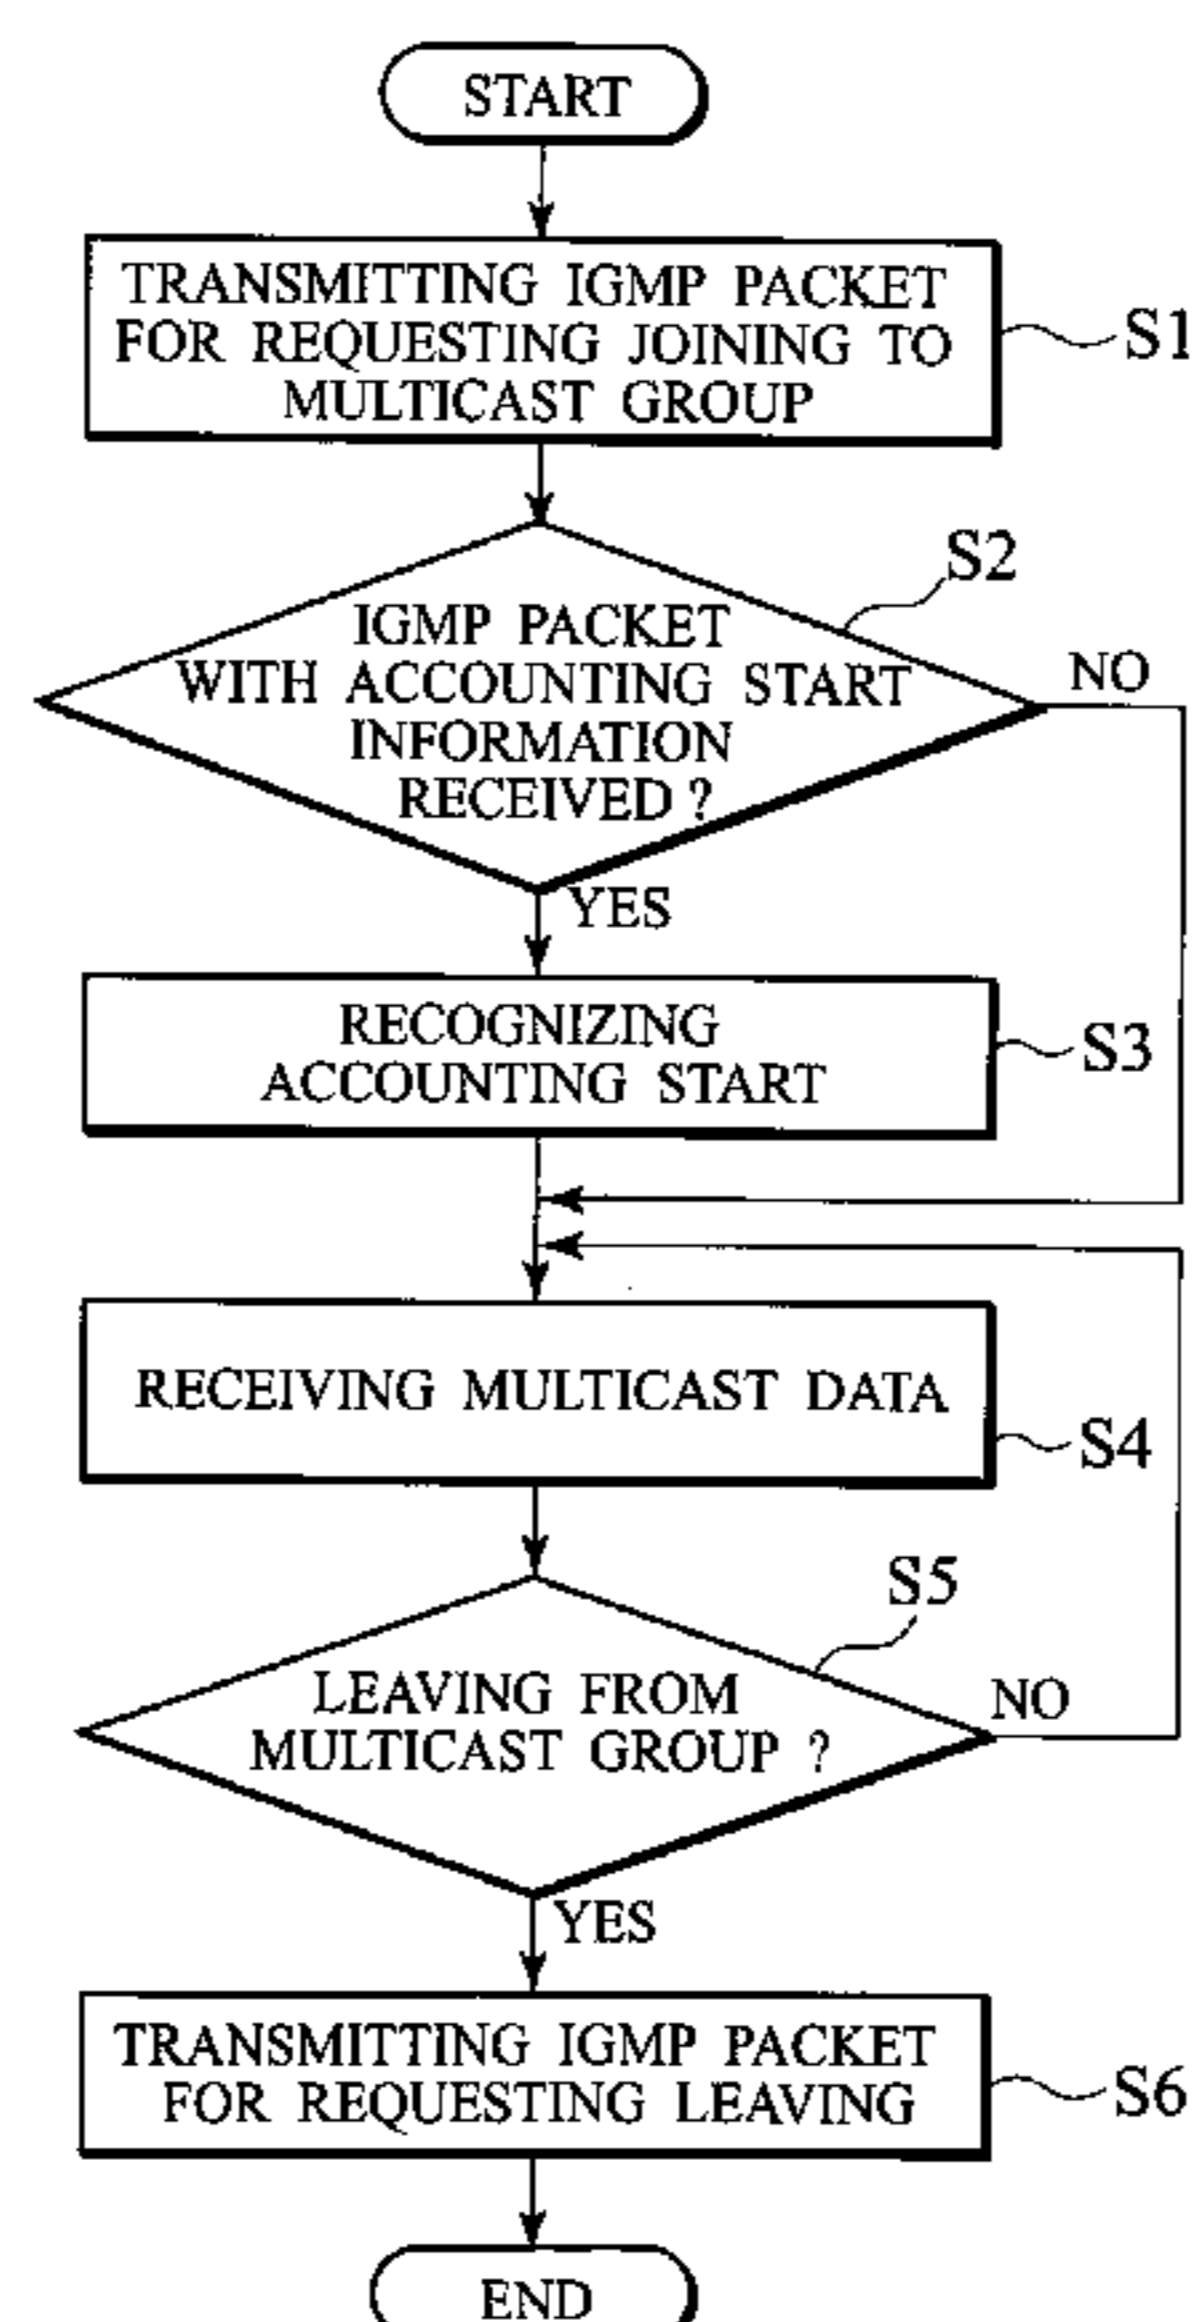 START
TRANSMITTING IGMP PACKET
FOR REQUESTING JOINING TO
MULTICAST GROUP
S1
S2
IGMP PACKET
WITH ACCOUNTING START
INFORMATION
RECEIVED ?
NO
YES
RECOGNIZING
ACCOUNTING START
S3
RECEIVING MULTICAST DATA
S4
S5
LEAVING FROM
MULTICAST GROUP ?
NO
YES
TRANSMITTING IGMP PACKET
FOR REQUESTING LEAVING
S6
END